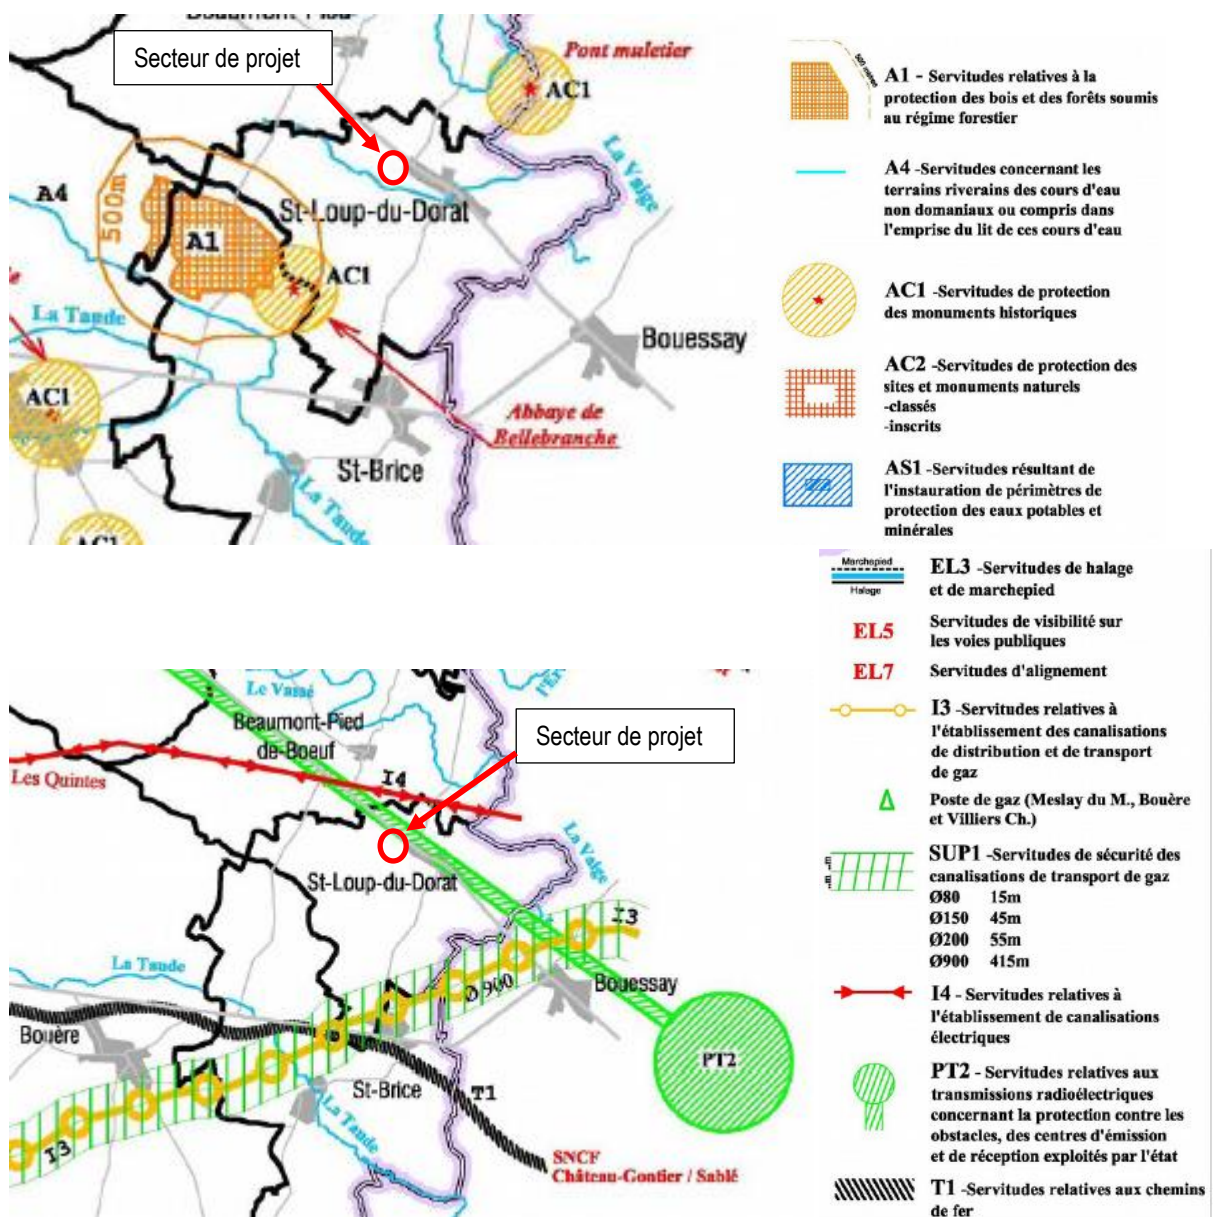 Secteur de projet
Pont muletier
AC1
La Vaige
A4
500m
A1
St-Loup-du-Dorat
AC1
La Taude
Bouessay
AC1
Abbaye de
Bellebranche
St-Brice
La Taude
AC1
500 mètres
A1 - Servitudes relatives à la
protection des bois et des forêts soumis
au régime forestier
A4 -Servitudes concernant les
terrains riverains des cours d'eau
non domaniaux ou compris dans
l'emprise du lit de ces cours d'eau
AC1 -Servitudes de protection
des monuments historiques
AC2 -Servitudes de protection des
sites et monuments naturels
-classés
-inscrits
AS1 -Servitudes résultant de
l'instauration de périmètres de
protection des eaux potables et
minérales
Le Vassé
Beaumont-Pied
de-Boeuf
Secteur de projet
Les Quintes
I4
La Vaige
St-Loup-du-Dorat
I3
La Taude
Ø 900
Bouessay
Bouère
PT2
St-Brice
T1
La Taude
I3
SNCF
Château-Gontier / Sablé
Marchepied
Halage
EL3 -Servitudes de halage
et de marchepied
EL5
Servitudes de visibilité sur
les voies publiques
EL7
Servitudes d'alignement
I3 -Servitudes relatives à
l'établissement des canalisations
de distribution et de transport
de gaz
Poste de gaz (Meslay du M., Bouère
et Villiers Ch.)
SUP1 -Servitudes de sécurité des
canalisations de transport de gaz
Ø80 15m
Ø150 45m
Ø200 55m
Ø900 415m
I4 - Servitudes relatives à
l'établissement de canalisations
électriques
PT2 - Servitudes relatives aux
transmissions radioélectriques
concernant la protection contre les
obstacles, des centres d'émission
et de réception exploités par l'état
T1 -Servitudes relatives aux chemins
de fer